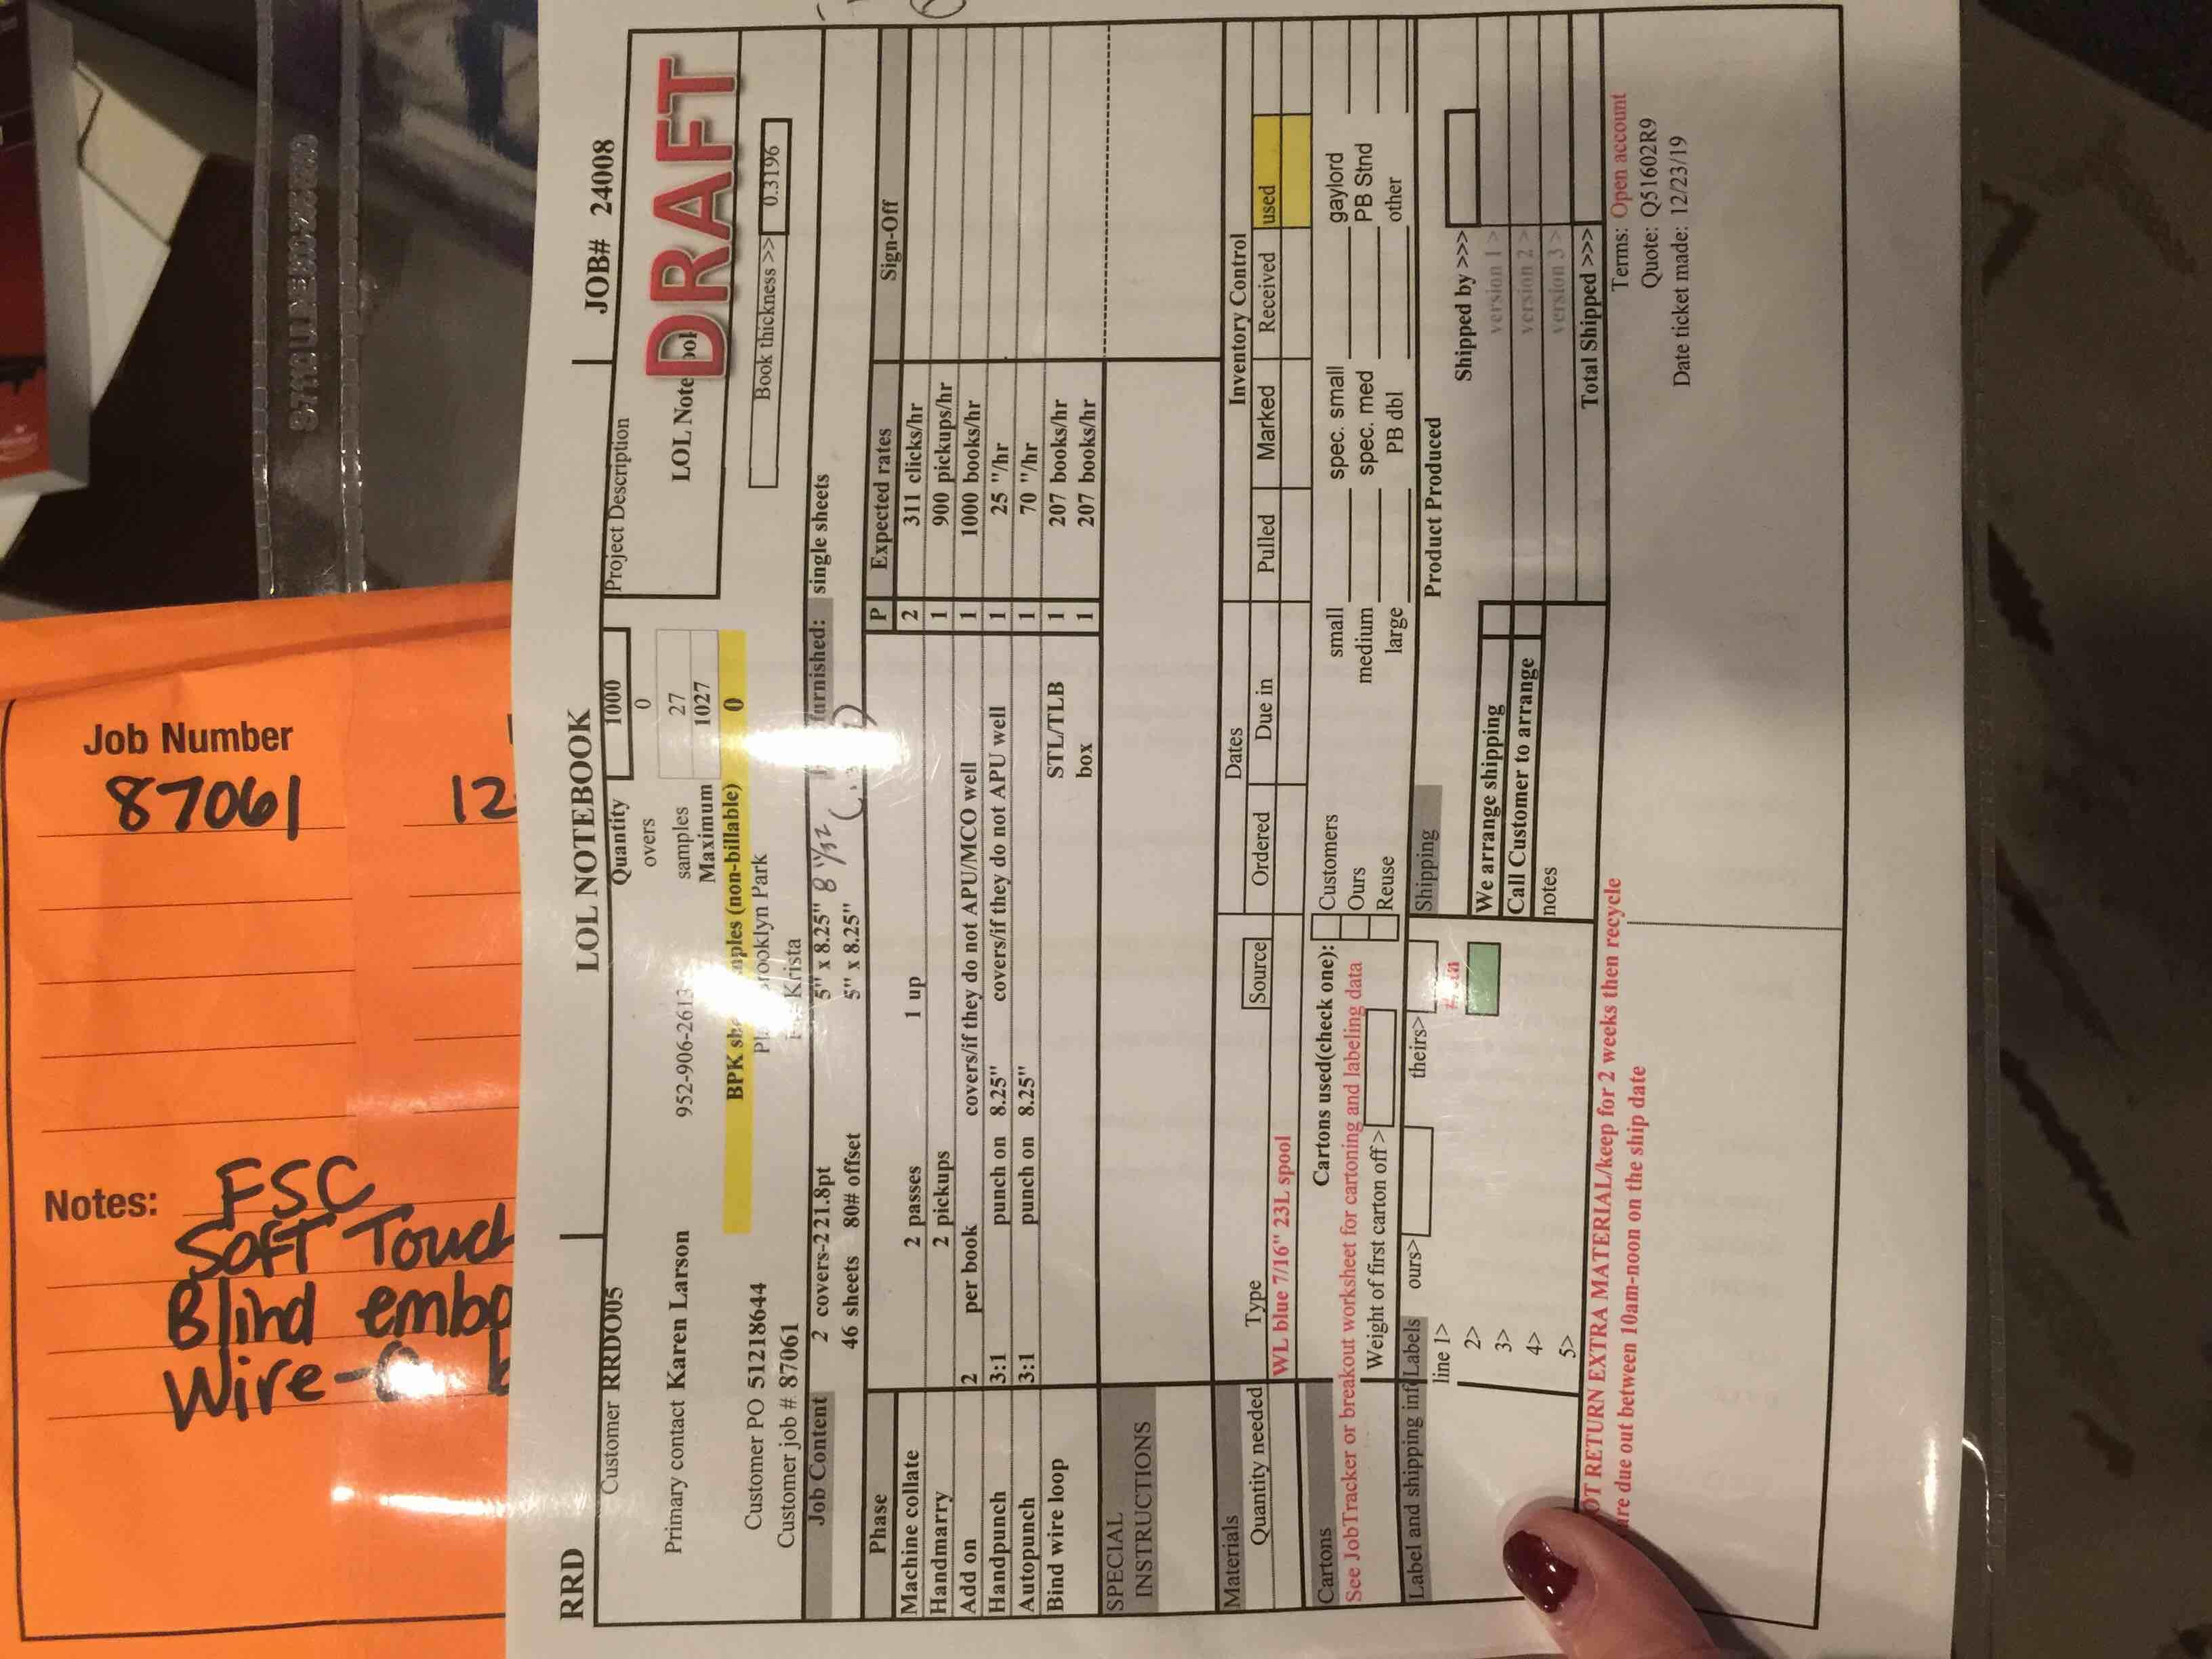 Job Number
87061
12
Notes: FSC
Soft Touch
Blind embo
Wire-O b
RRD LOL NOTEBOOK JOB# 24008
Customer RRD005 Quantity 1000 Project Description
overs 0
Primary contact Karen Larson 952-906-2613 samples 27 LOL Notebook
Maximum 1027
DRAFT
BPK samples (non-billable) 0
Customer PO 51218644 Brooklyn Park Book thickness >> 0.3196
Customer job # 87061 Krista
Job Content 2 covers-2 21.8pt 5" x 8.25" 8 11/32 furnished: single sheets
46 sheets 80# offset 5" x 8.25"
Phase P Expected rates Sign-Off
Machine collate 2 passes 1 up 2 311 clicks/hr
Handmarry 2 pickups 1 900 pickups/hr
Add on 2 per book covers/if they do not APU/MCO well 1 1000 books/hr
Handpunch 3:1 punch on 8.25" covers/if they do not APU well 1 25 "/hr
Autopunch 3:1 punch on 8.25" 1 70 "/hr
Bind wire loop STL/TLB 1 207 books/hr
box 1 207 books/hr
SPECIAL
INSTRUCTIONS
Materials Dates Inventory Control
Quantity needed Type Source Ordered Due in Pulled Marked Received used
WL blue 7/16" 23L spool
Cartons Cartons used(check one): Customers small spec. small gaylord
See JobTracker or breakout worksheet for cartoning and labeling data Ours medium spec. med PB Stnd
Weight of first carton off > Reuse large PB dbl other
Label and shipping inf Labels ours> theirs> Shipping Product Produced
line 1> Shipped by >>>
2> We arrange shipping version 1 >
3> Call Customer to arrange version 2 >
4> notes version 3 >
5> Total Shipped >>>
OT RETURN EXTRA MATERIAL/keep for 2 weeks then recycle Terms: Open account
are due out between 10am-noon on the ship date Quote: Q51602R9
Date ticket made: 12/23/19